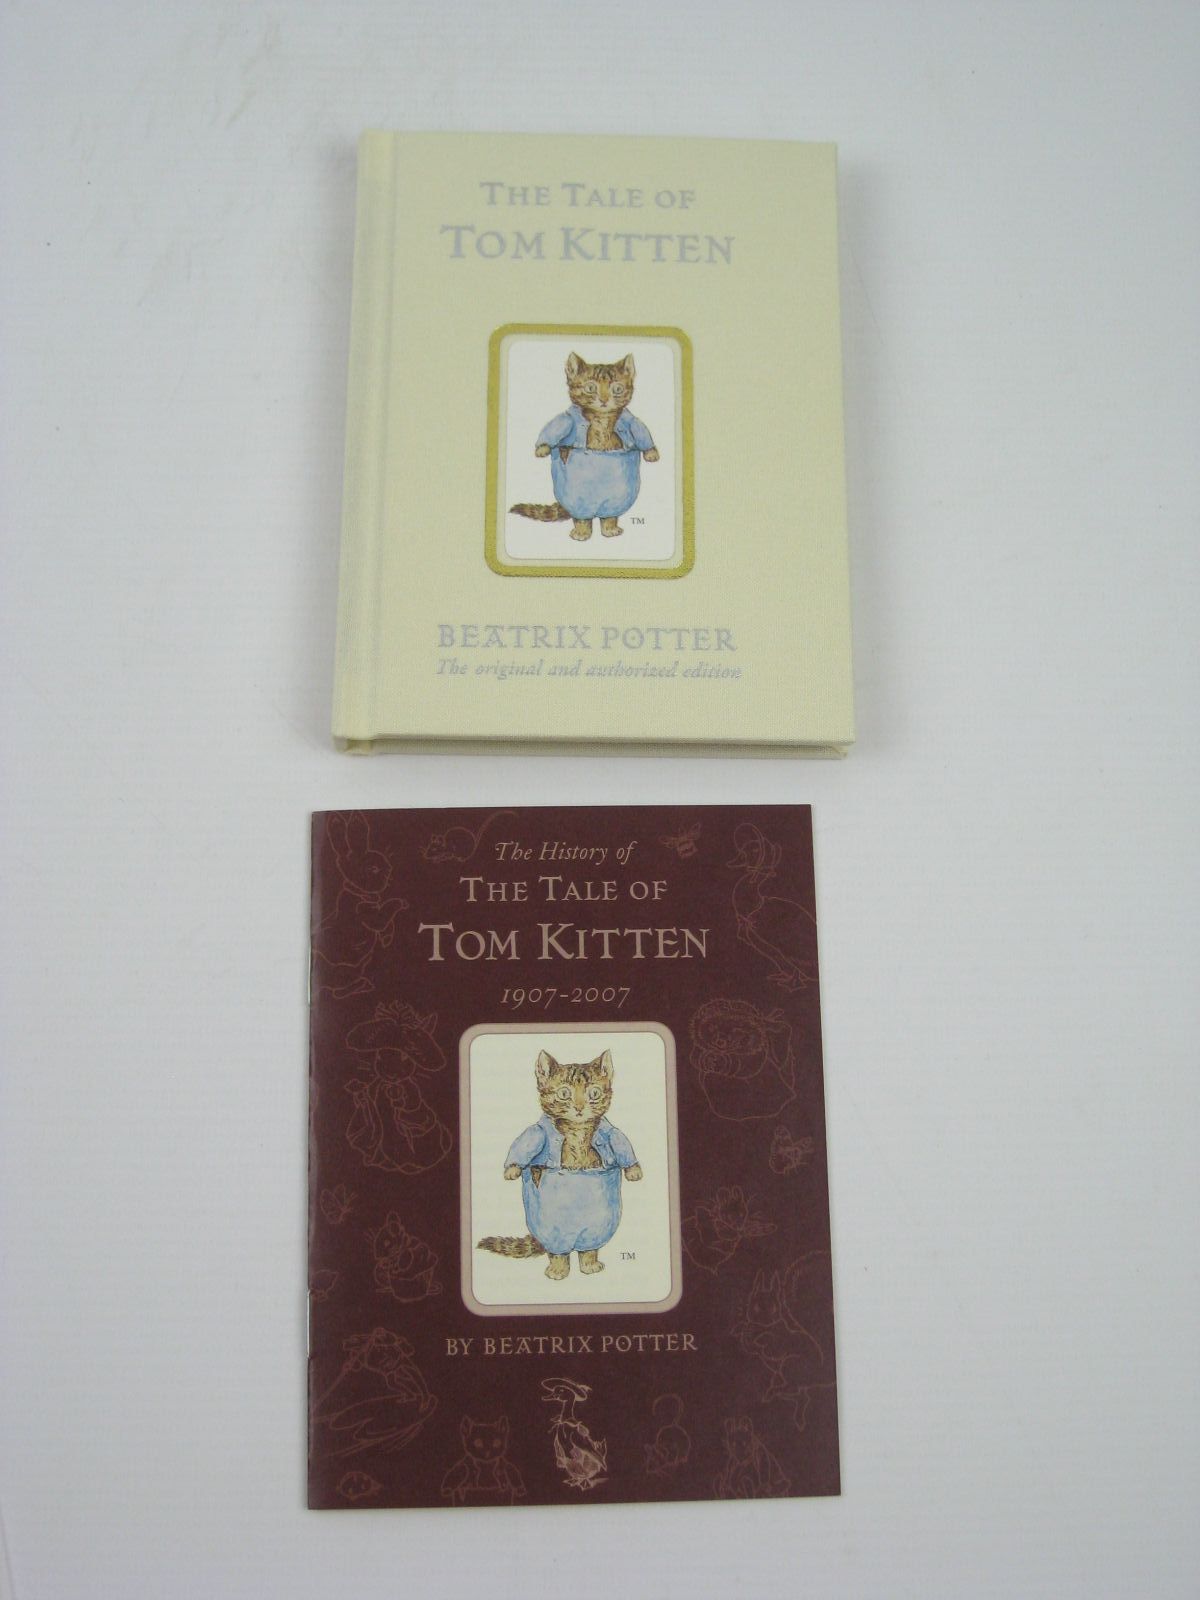 THE TALE OF
TOM KITTEN
TM
BEATRIX POTTER
The original and authorized edition
The History of
THE TALE OF
TOM KITTEN
1907-2007
TM
BY BEATRIX POTTER